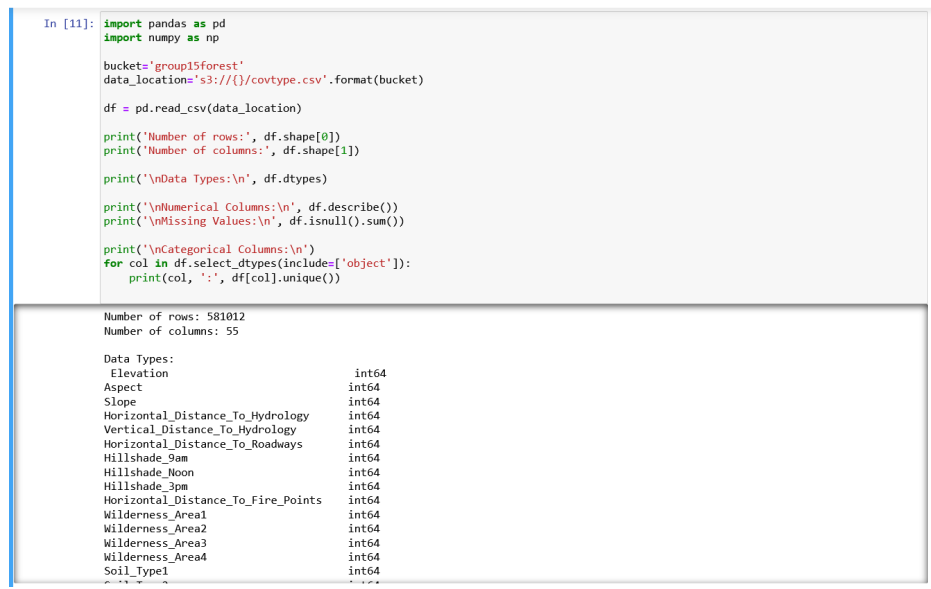 In [11]: import pandas as pd
import numpy as np
bucket='group15forest'
data_location='s3://{}/covtype.csv'.format(bucket)
df = pd.read_csv(data_location)
print('Number of rows:', df.shape[0])
print('Number of columns:', df.shape[1])
print('\nData Types:\n', df.dtypes)
print('\nNumerical Columns:\n', df.describe())
print('\nMissing Values:\n', df.isnull().sum())
print('\nCategorical Columns:\n')
for col in df.select_dtypes(include=['object']):
    print(col, ':', df[col].unique())
Number of rows: 581012
Number of columns: 55
Data Types:
 Elevation                             int64
Aspect                                int64
Slope                                 int64
Horizontal_Distance_To_Hydrology      int64
Vertical_Distance_To_Hydrology        int64
Horizontal_Distance_To_Roadways       int64
Hillshade_9am                         int64
Hillshade_Noon                        int64
Hillshade_3pm                         int64
Horizontal_Distance_To_Fire_Points    int64
Wilderness_Area1                      int64
Wilderness_Area2                      int64
Wilderness_Area3                      int64
Wilderness_Area4                      int64
Soil_Type1                            int64